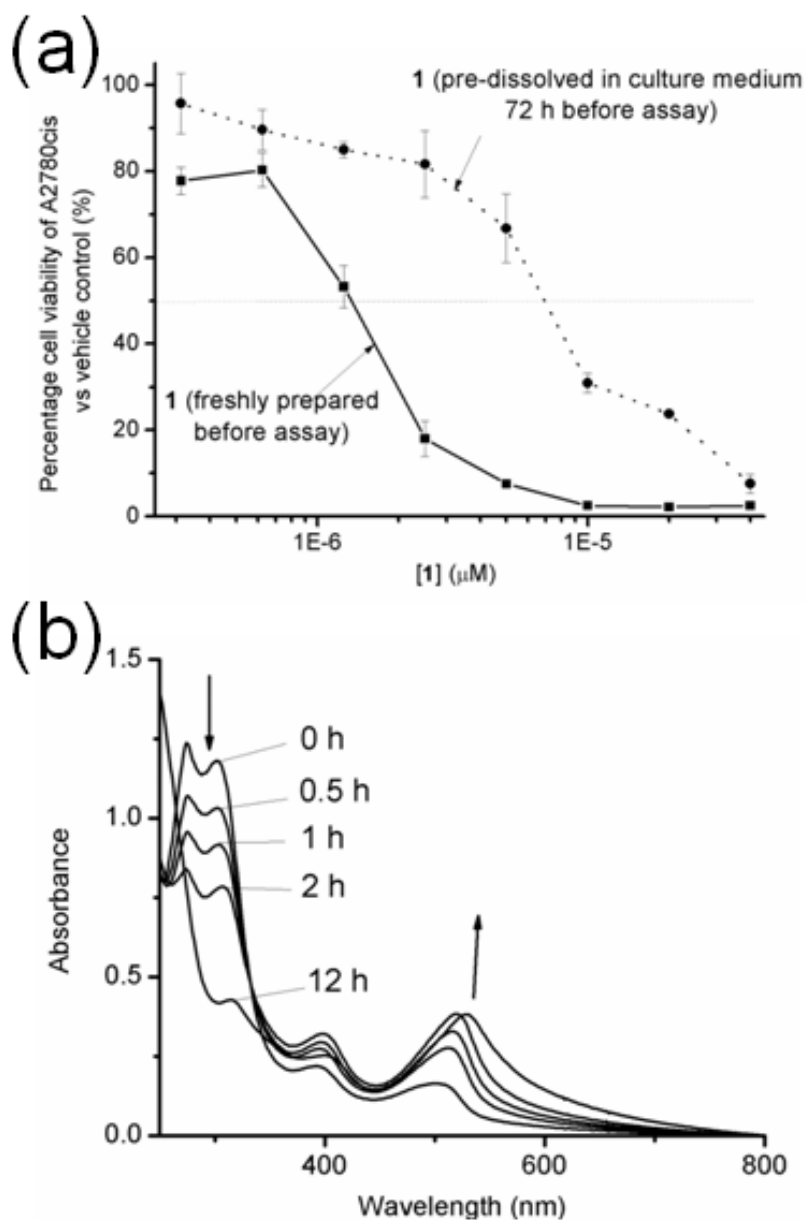 (a)
Percentage cell viability of A2780cis
vs vehicle control (%)
100
80
60
40
20
0
1 (pre-dissolved in culture medium
72 h before assay)
1 (freshly prepared
before assay)
1E-6
1E-5
[1] (μM)
(b)
Absorbance
1.5
1.0
0.5
0.0
0 h
0.5 h
1 h
2 h
12 h
400
600
800
Wavelength (nm)